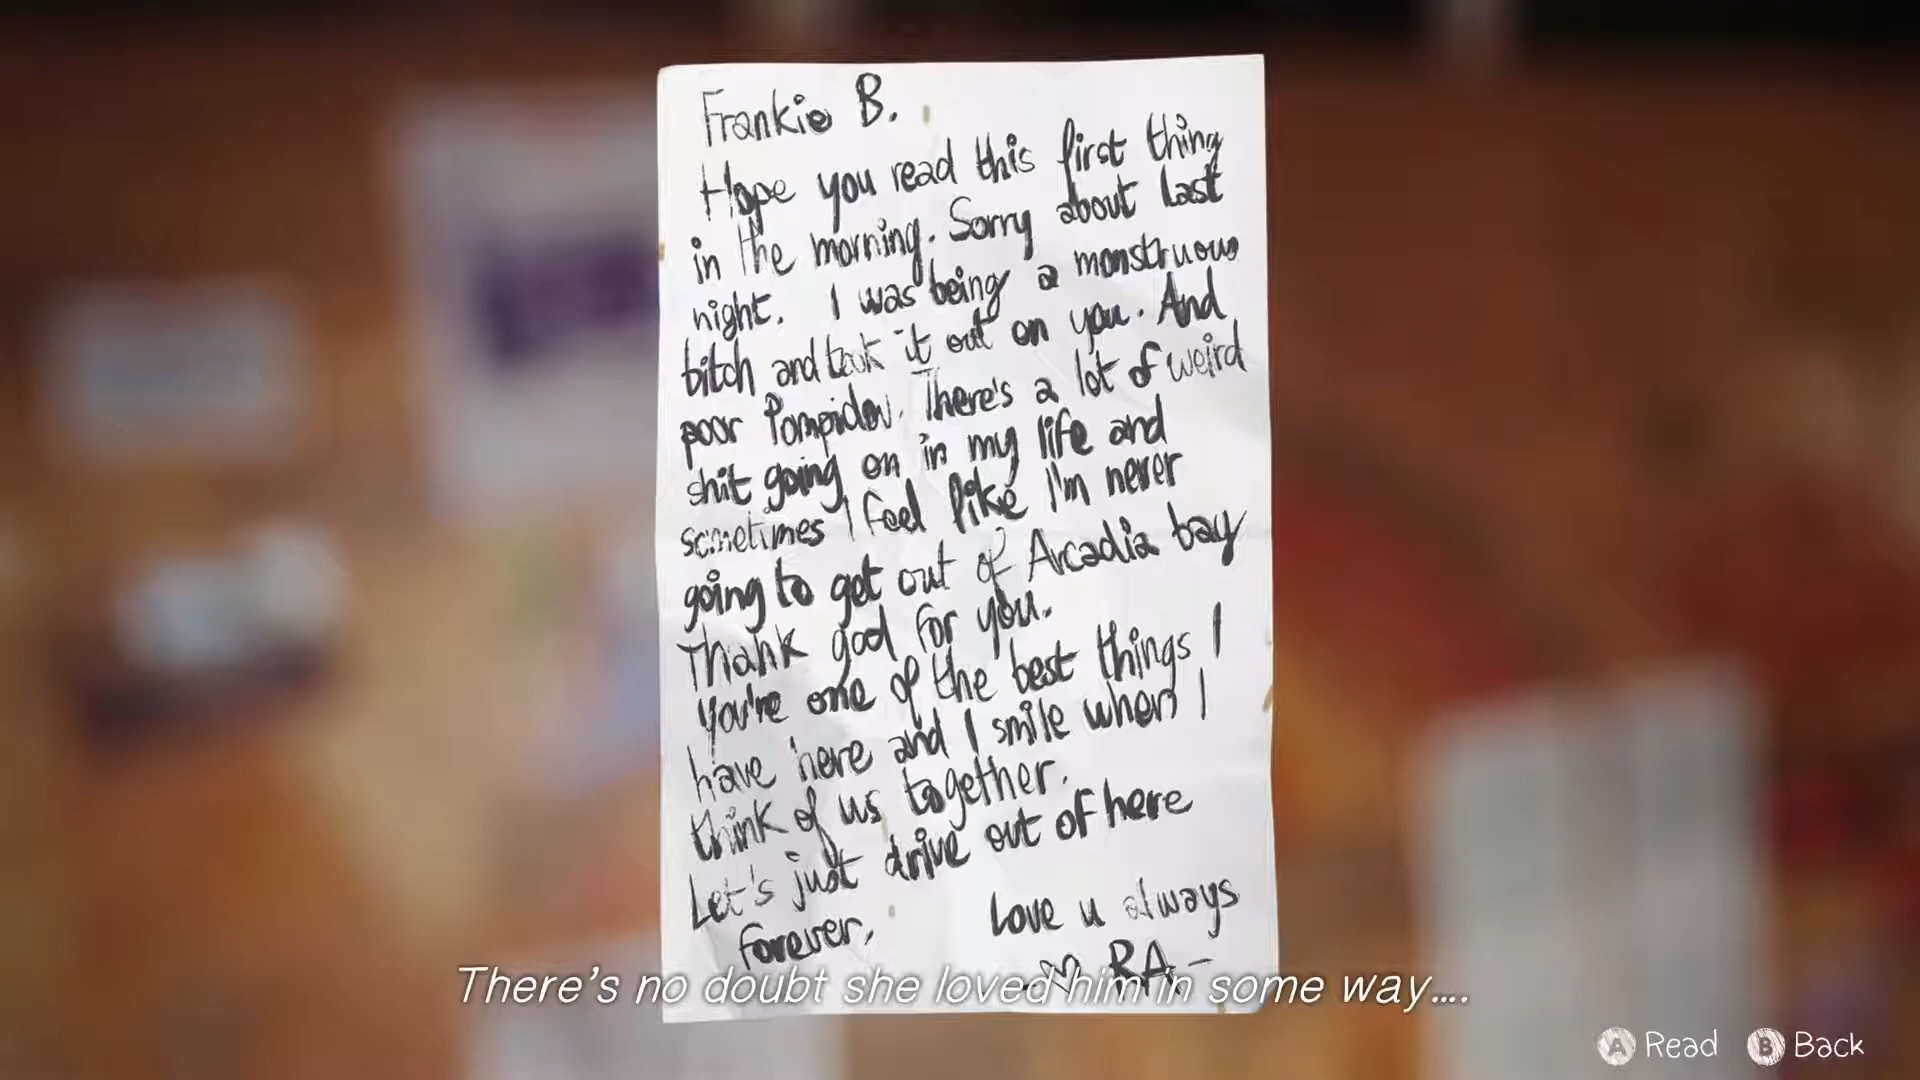 Frankie B.
Hope you read this first thing
in the morning. Sorry about last
night. I was being a monstruous
bitch and took it out on you. And
poor Pompidou. There's a lot of weird
shit going on in my life and
sometimes I feel like I'm never
going to get out of Arcadia bay
Thank god for you.
You're one of the best things I
have here and I smile when I
think of us together.
Let's just drive out of here
forever.
Love u always
♡ RA -
There's no doubt she loved him in some way....
A Read B Back